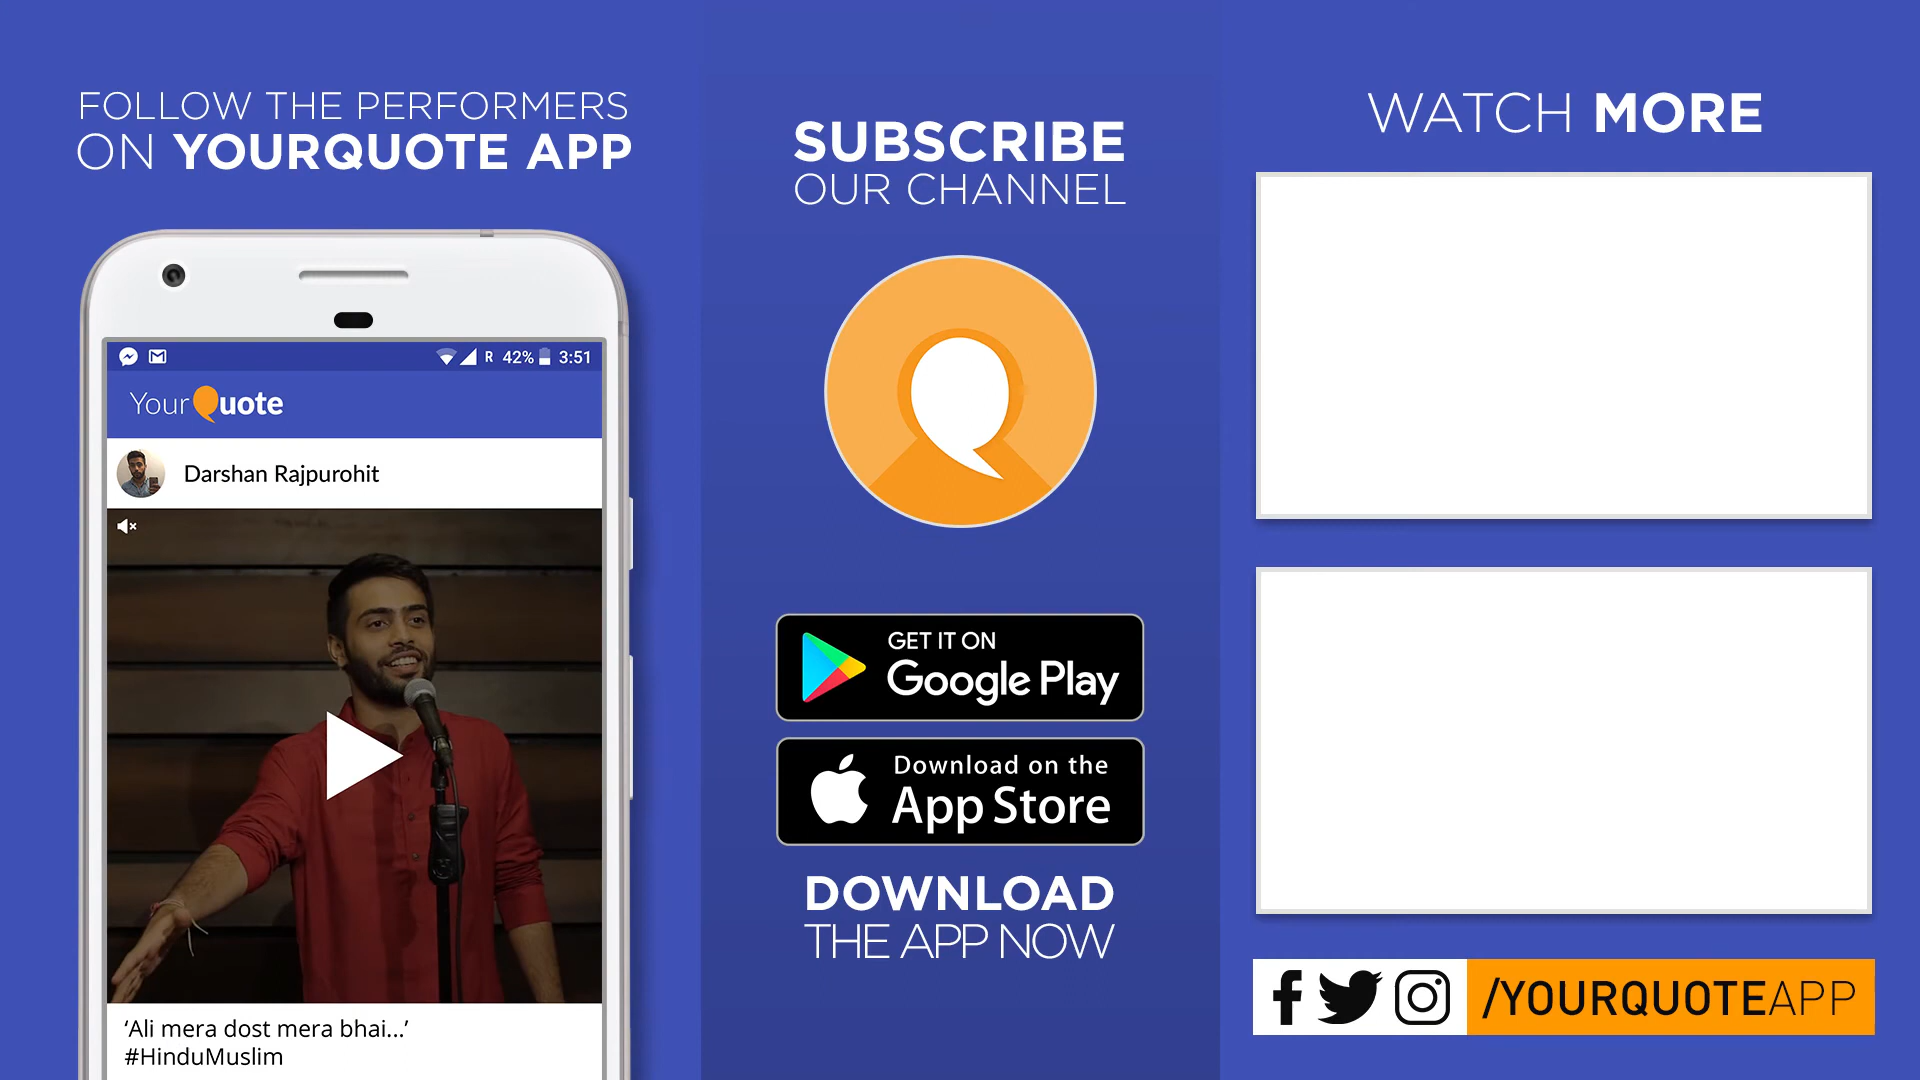 FOLLOW THE PERFORMERS
ON YOURQUOTE APP
R 42% 3:51
YourQuote
Darshan Rajpurohit
‘Ali mera dost mera bhai...’
#HinduMuslim
SUBSCRIBE
OUR CHANNEL
GET IT ON
Google Play
Download on the
App Store
DOWNLOAD
THE APP NOW
WATCH MORE
/YOURQUOTEAPP